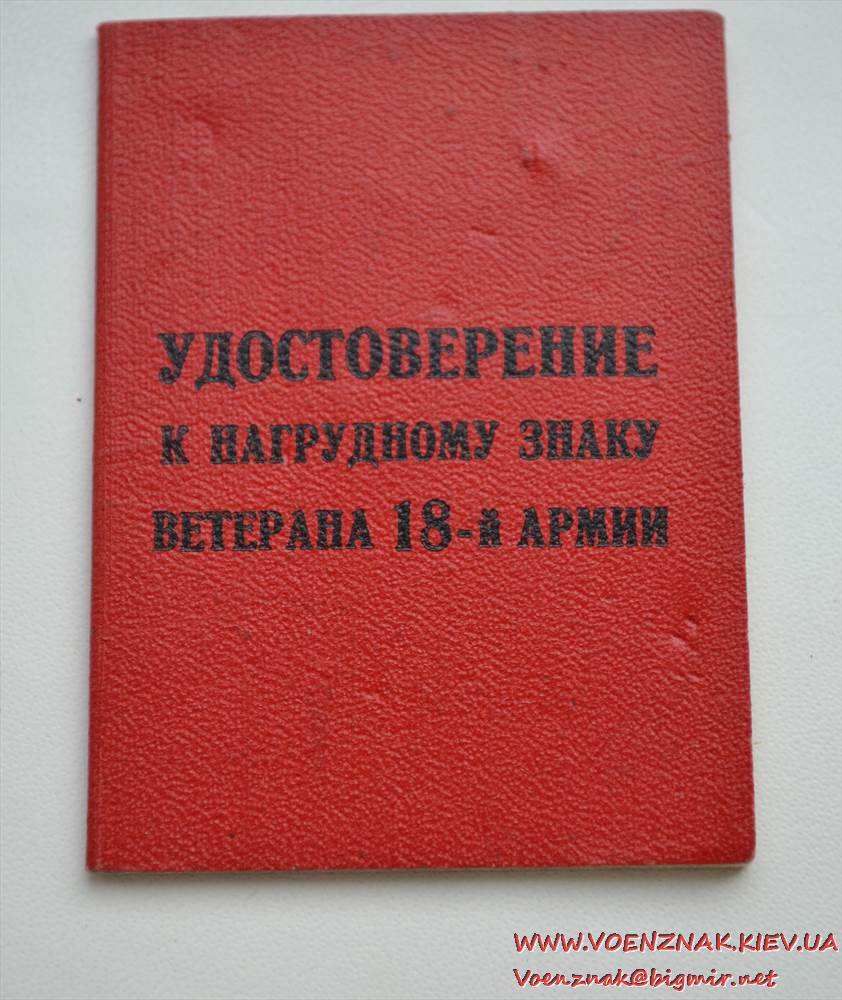 УДОСТОВЕРЕНИЕ
К НАГРУДНОМУ ЗНАКУ
ВЕТЕРАНА 18-й АРМИИ
WWW.VOENZNAK.KIEV.UA
Voenznak@bigmir.net